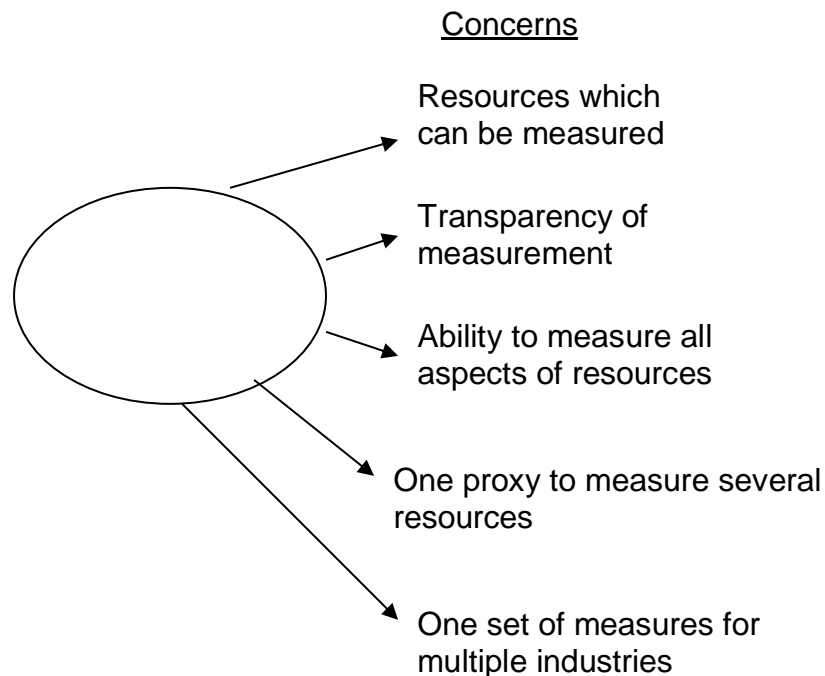 Concerns
Resources which
can be measured
Transparency of
measurement
Ability to measure all
aspects of resources
One proxy to measure several
resources
One set of measures for
multiple industries